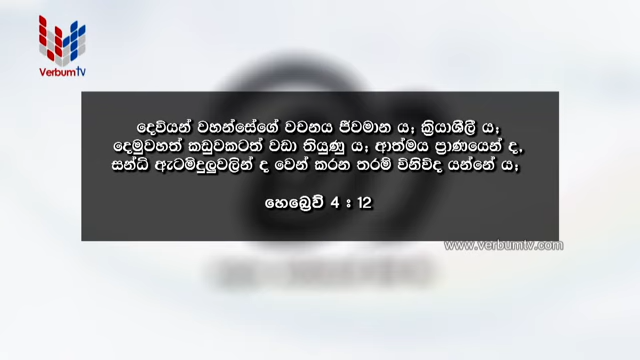 VerbumTV
දෙවියන් වහන්සේගේ වචනය ජීවමාන ය; ක්‍රියාශීලී ය;
දෙමුවහත් කඩුවකටත් වඩා තියුණු ය; ආත්මය ප්‍රාණයෙන් ද,
සන්ධි ඇටමිදුලුවලින් ද වෙන් කරන තරම් විනිවිද යන්නේ ය;
හෙබ්‍රෙව් 4 : 12
www.verbumtv.com